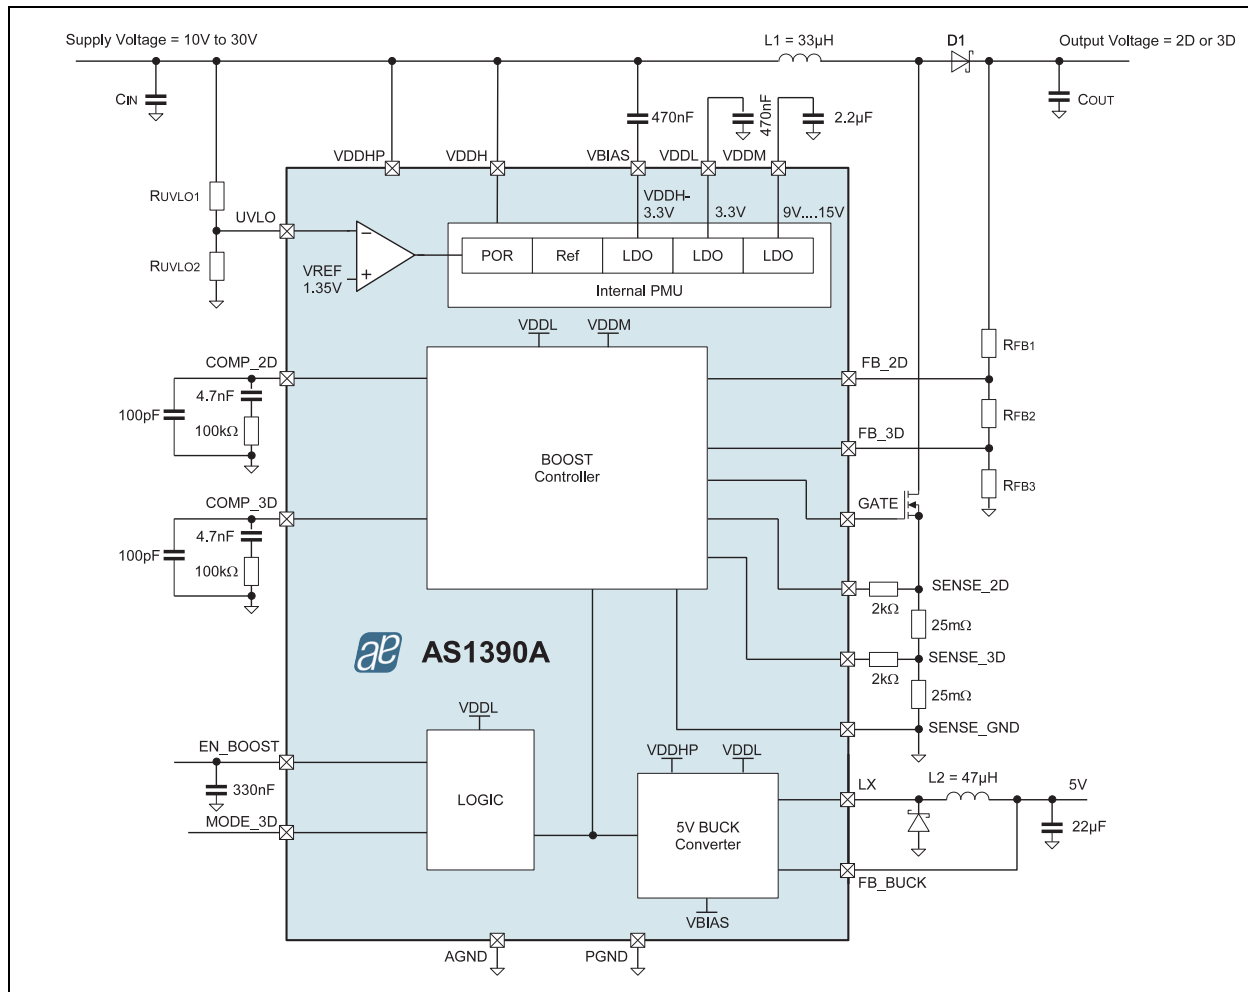 Supply Voltage = 10V to 30V
L1 = 33µH
D1
Output Voltage = 2D or 3D
CIN
470nF
470nF
2.2µF
COUT
VDDHP
VDDH
VBIAS
VDDL
VDDM
RUVLO1
UVLO
RUVLO2
VDDH-
3.3V
3.3V
9V....15V
VREF
1.35V
POR
Ref
LDO
LDO
LDO
Internal PMU
VDDL
VDDM
COMP_2D
4.7nF
100pF
100kΩ
BOOST
Controller
FB_2D
RFB1
RFB2
FB_3D
RFB3
GATE
COMP_3D
4.7nF
100pF
100kΩ
SENSE_2D
2kΩ
25mΩ
SENSE_3D
2kΩ
25mΩ
SENSE_GND
ae AS1390A
VDDL
EN_BOOST
330nF
LOGIC
MODE_3D
VDDHP
VDDL
5V BUCK
Converter
VBIAS
LX
L2 = 47µH
5V
22µF
FB_BUCK
AGND
PGND